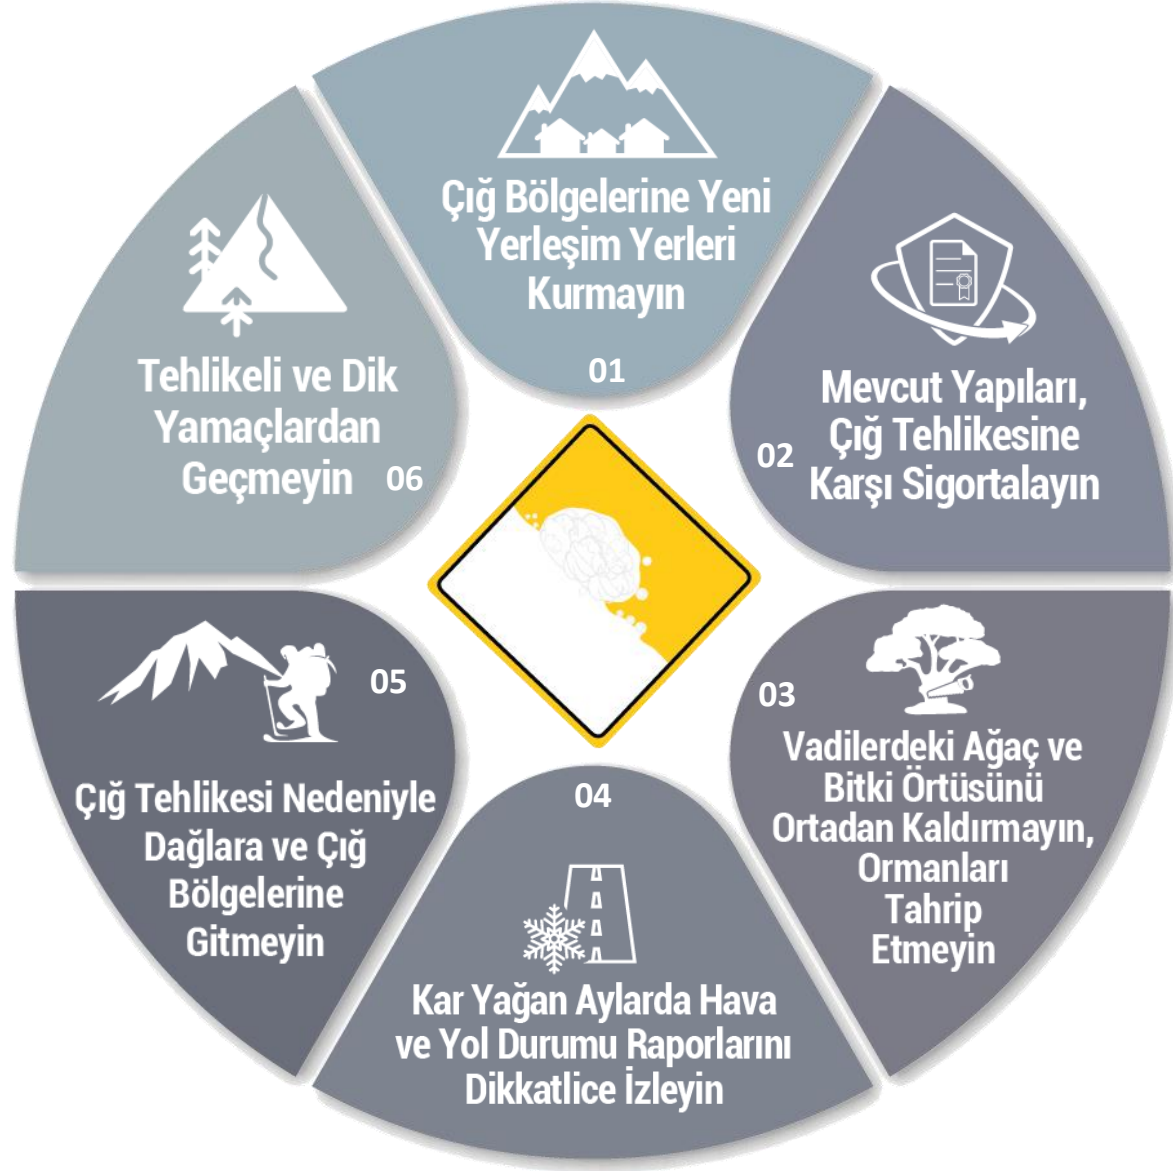 Çığ Bölgelerine Yeni
Yerleşim Yerleri
Kurmayın
01
Mevcut Yapıları,
Çığ Tehlikesine
Karşı Sigortalayın
02
03
Vadilerdeki Ağaç ve
Bitki Örtüsünü
Ortadan Kaldırmayın,
Ormanları
Tahrip
Etmeyin
04
Kar Yağan Aylarda Hava
ve Yol Durumu Raporlarını
Dikkatlice İzleyin
05
Çığ Tehlikesi Nedeniyle
Dağlara ve Çığ
Bölgelerine
Gitmeyin
Tehlikeli ve Dik
Yamaçlardan
Geçmeyin
06